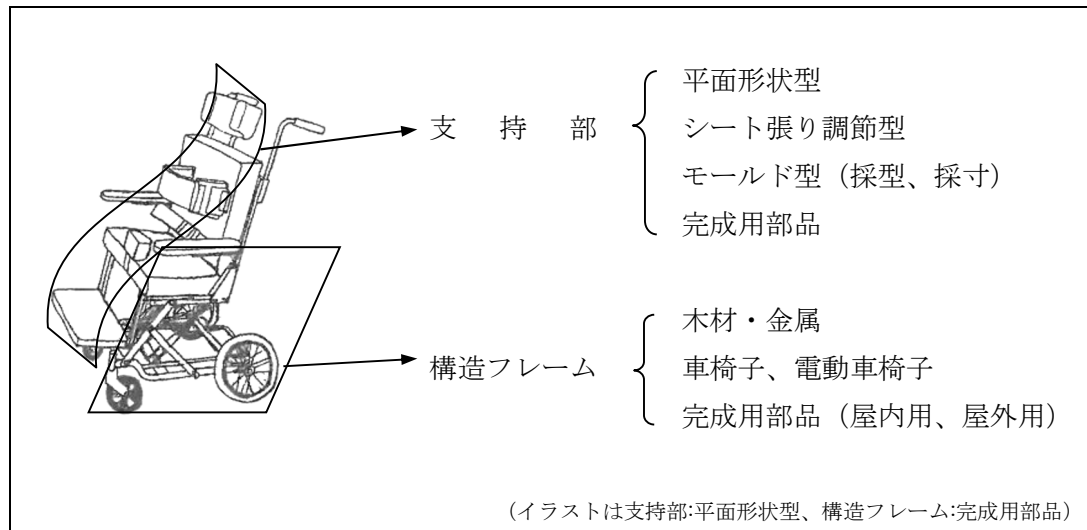 支持部
平面形状型
シート張り調節型
モールド型（採型、採寸）
完成用部品
構造フレーム
木材・金属
車椅子、電動車椅子
完成用部品（屋内用、屋外用）
（イラストは支持部:平面形状型、構造フレーム:完成用部品）